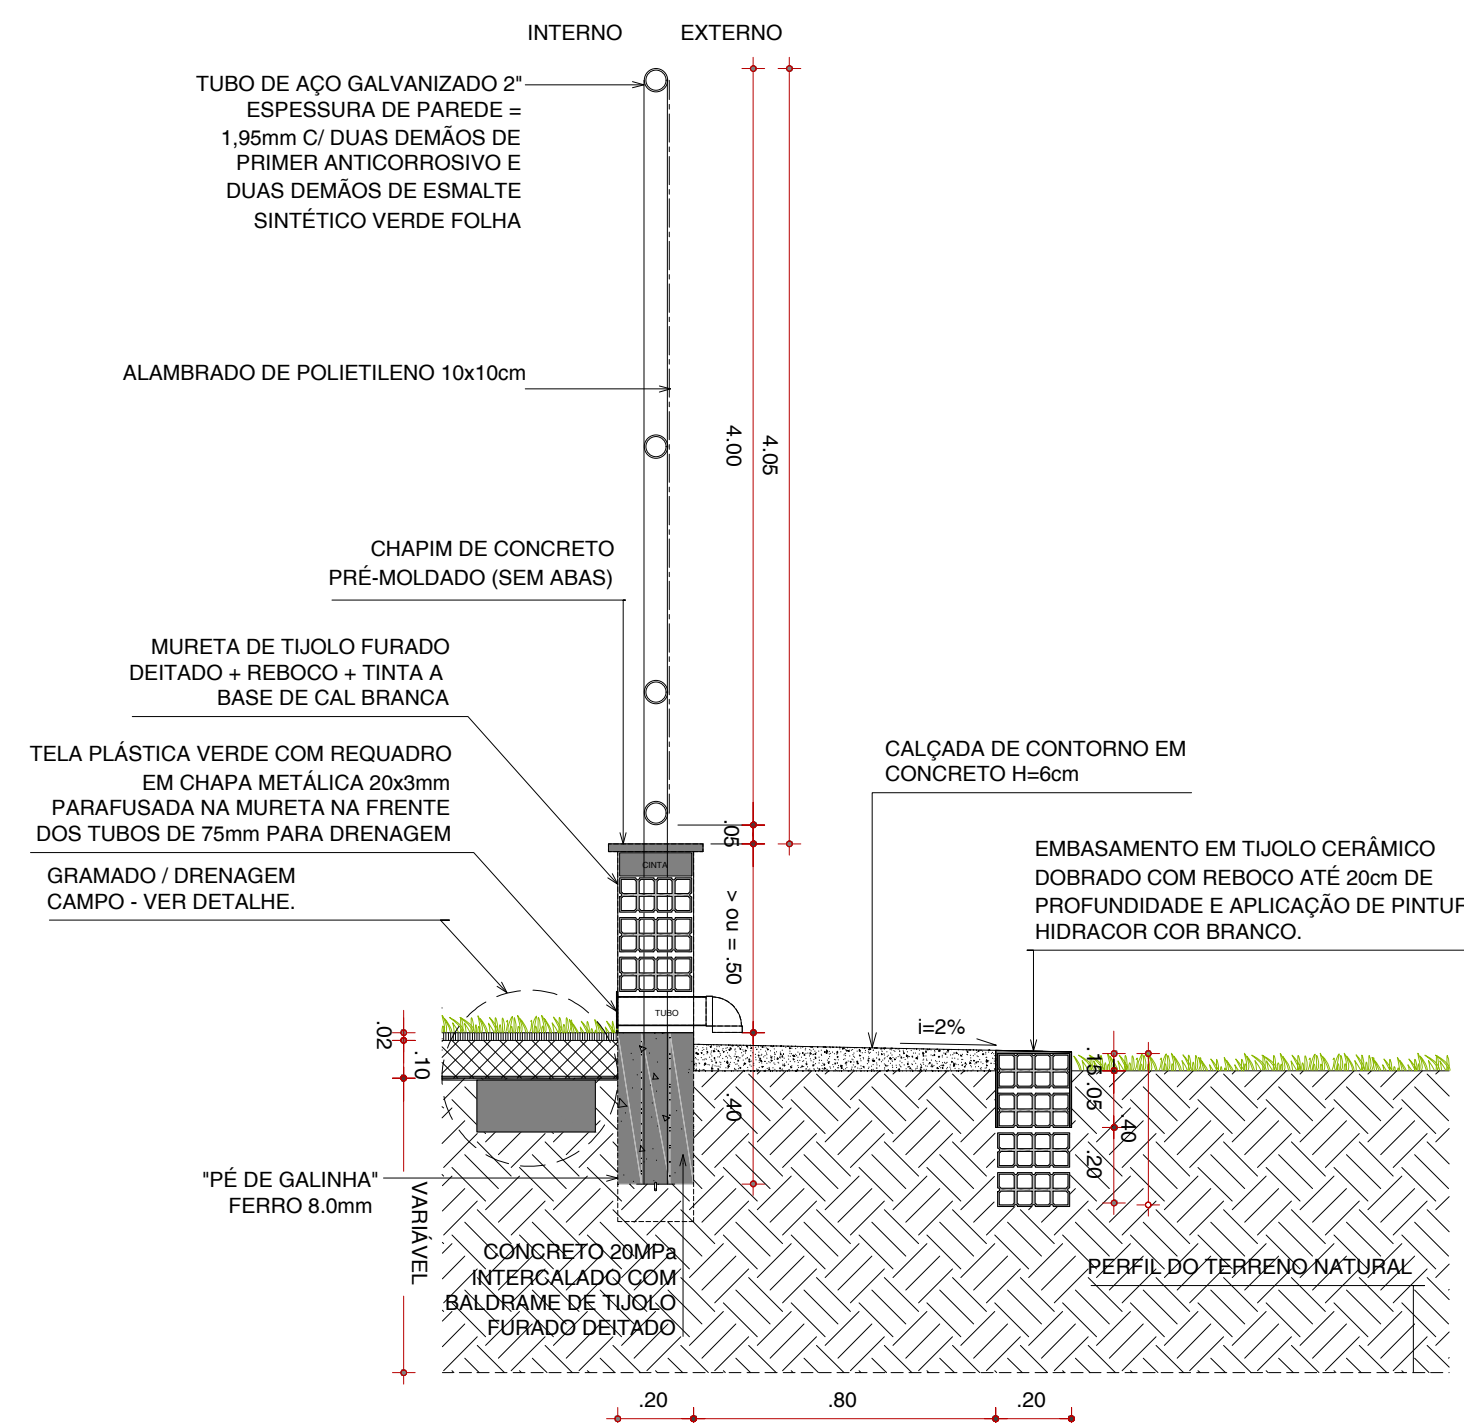 INTERNO EXTERNO
TUBO DE AÇO GALVANIZADO 2"
ESPESSURA DE PAREDE =
1,95mm C/ DUAS DEMÃOS DE
PRIMER ANTICORROSIVO E
DUAS DEMÃOS DE ESMALTE
SINTÉTICO VERDE FOLHA
ALAMBRADO DE POLIETILENO 10x10cm
4.00
4.05
CHAPIM DE CONCRETO
PRÉ-MOLDADO (SEM ABAS)
MURETA DE TIJOLO FURADO
DEITADO + REBOCO + TINTA A
BASE DE CAL BRANCA
TELA PLÁSTICA VERDE COM REQUADRO
EM CHAPA METÁLICA 20x3mm
PARAFUSADA NA MURETA NA FRENTE
DOS TUBOS DE 75mm PARA DRENAGEM
GRAMADO / DRENAGEM
CAMPO - VER DETALHE.
CALÇADA DE CONTORNO EM
CONCRETO H=6cm
EMBASAMENTO EM TIJOLO CERÂMICO
DOBRADO COM REBOCO ATÉ 20cm DE
PROFUNDIDADE E APLICAÇÃO DE PINTUR
HIDRACOR COR BRANCO.
.05
CINTA
> ou = .50
TUBO
i=2%
.02
.10
.40
.15
.05
.40
.20
"PÉ DE GALINHA"
FERRO 8.0mm
VARIÁVEL
CONCRETO 20MPa
INTERCALADO COM
BALDRAME DE TIJOLO
FURADO DEITADO
PERFIL DO TERRENO NATURAL
.20 .80 .20